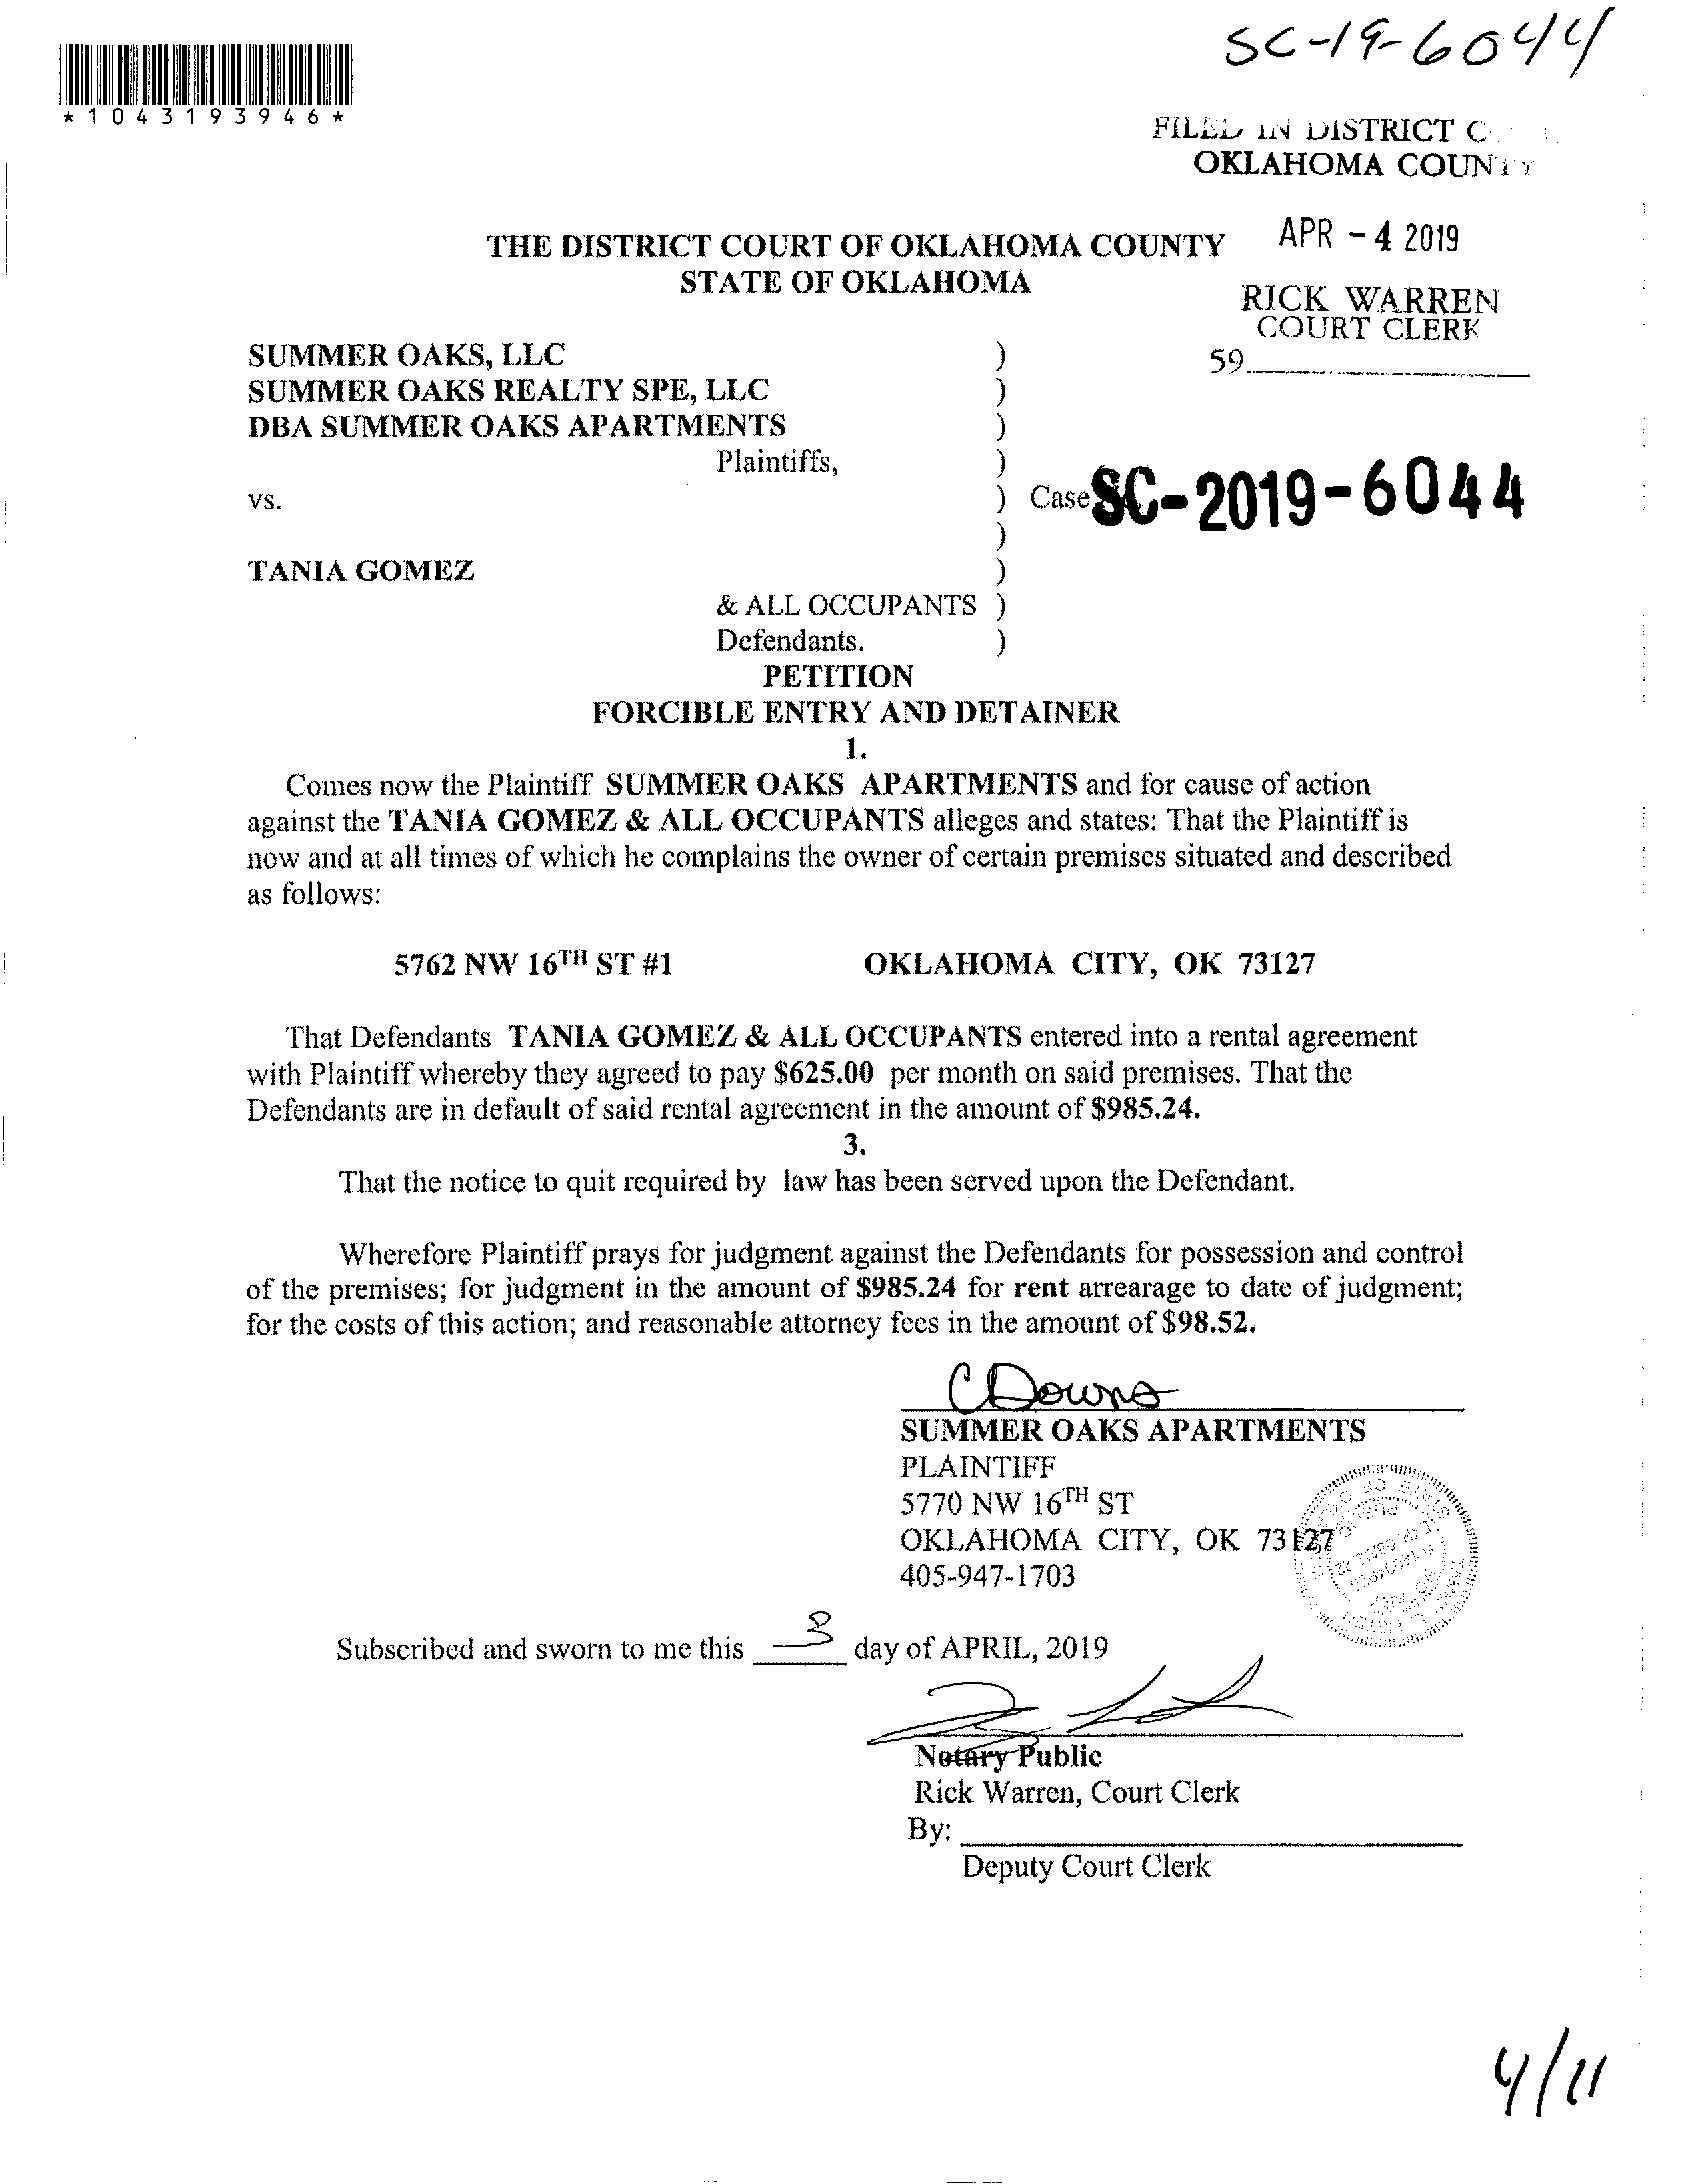 SC-19-6044
*1043193946*
FILED IN DISTRICT
OKLAHOMA COUNTY
APR - 4 2019
THE DISTRICT COURT OF OKLAHOMA COUNTY
STATE OF OKLAHOMA
RICK WARREN
COURT CLERK
59
SUMMER OAKS, LLC )
SUMMER OAKS REALTY SPE, LLC )
DBA SUMMER OAKS APARTMENTS )
Plaintiffs, )
vs. ) Case SC-2019-6044
)
TANIA GOMEZ )
& ALL OCCUPANTS )
Defendants. )
PETITION
FORCIBLE ENTRY AND DETAINER
1.
Comes now the Plaintiff SUMMER OAKS APARTMENTS and for cause of action
against the TANIA GOMEZ & ALL OCCUPANTS alleges and states: That the Plaintiff is
now and at all times of which he complains the owner of certain premises situated and described
as follows:
5762 NW 16TH ST #1 OKLAHOMA CITY, OK 73127
That Defendants TANIA GOMEZ & ALL OCCUPANTS entered into a rental agreement
with Plaintiff whereby they agreed to pay $625.00 per month on said premises. That the
Defendants are in default of said rental agreement in the amount of $985.24.
3.
That the notice to quit required by law has been served upon the Defendant.
Wherefore Plaintiff prays for judgment against the Defendants for possession and control
of the premises; for judgment in the amount of $985.24 for rent arrearage to date of judgment;
for the costs of this action; and reasonable attorney fees in the amount of $98.52.
C Downs
SUMMER OAKS APARTMENTS
PLAINTIFF
5770 NW 16TH ST
OKLAHOMA CITY, OK 73127
405-947-1703
Subscribed and sworn to me this 3 day of APRIL, 2019
Notary Public
Rick Warren, Court Clerk
By:
Deputy Court Clerk
4/11